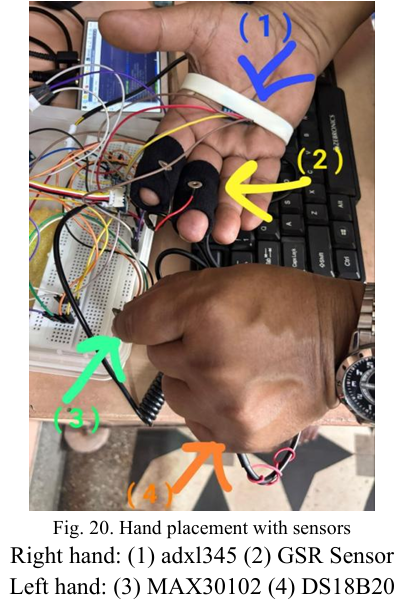 (1)
(2)
(3)
(4)
Fig. 20. Hand placement with sensors
Right hand: (1) adxl345 (2) GSR Sensor
Left hand: (3) MAX30102 (4) DS18B20